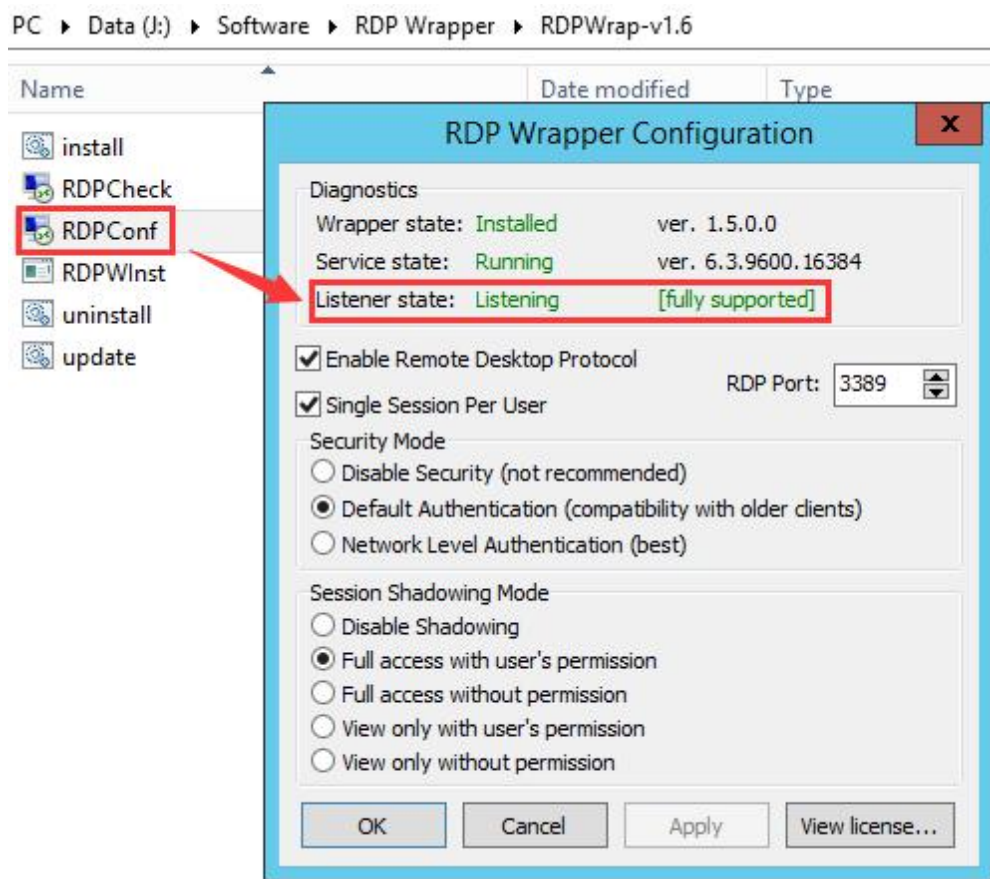 PC ▸ Data (J:) ▸ Software ▸ RDP Wrapper ▸ RDPWrap-v1.6
Name Date modified Type
install
RDPCheck
RDPConf
RDPWInst
uninstall
update
RDP Wrapper Configuration
X
Diagnostics
Wrapper state: Installed ver. 1.5.0.0
Service state: Running ver. 6.3.9600.16384
Listener state: Listening [fully supported]
Enable Remote Desktop Protocol
RDP Port: 3389
Single Session Per User
Security Mode
Disable Security (not recommended)
Default Authentication (compatibility with older clients)
Network Level Authentication (best)
Session Shadowing Mode
Disable Shadowing
Full access with user's permission
Full access without permission
View only with user's permission
View only without permission
OK Cancel Apply View license...